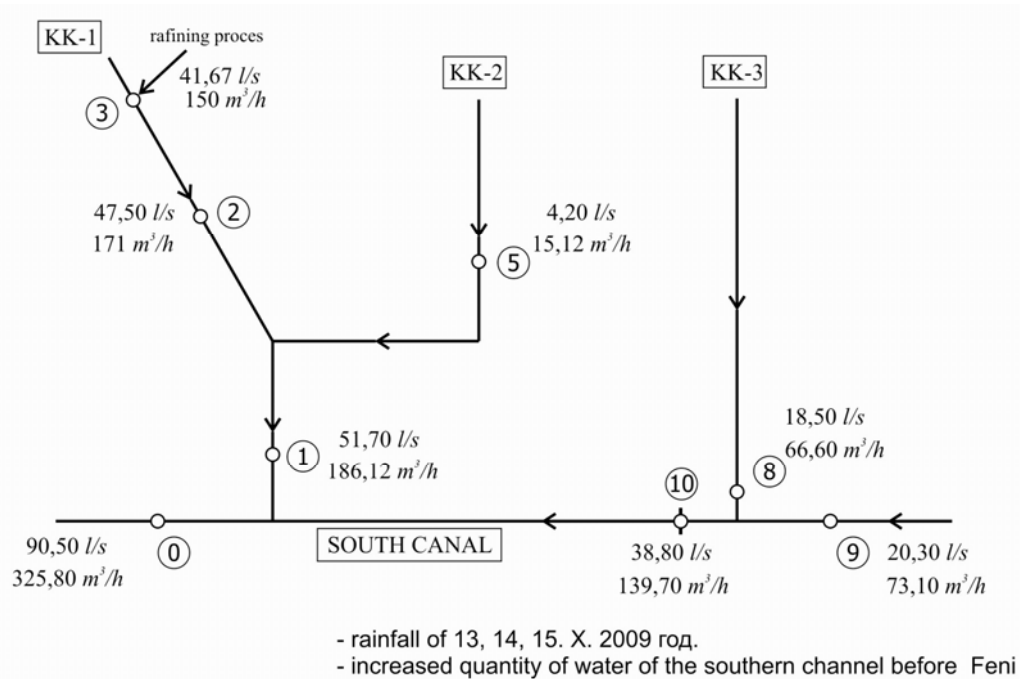 KK-1
rafining proces
41,67 l/s
150 m³/h
3
KK-2
KK-3
47,50 l/s
171 m³/h
2
4,20 l/s
15,12 m³/h
5
51,70 l/s
186,12 m³/h
1
18,50 l/s
66,60 m³/h
8
10
90,50 l/s
325,80 m³/h
0
SOUTH CANAL
38,80 l/s
139,70 m³/h
9
20,30 l/s
73,10 m³/h
- rainfall of 13, 14, 15. X. 2009 год.
- increased quantity of water of the southern channel before Feni